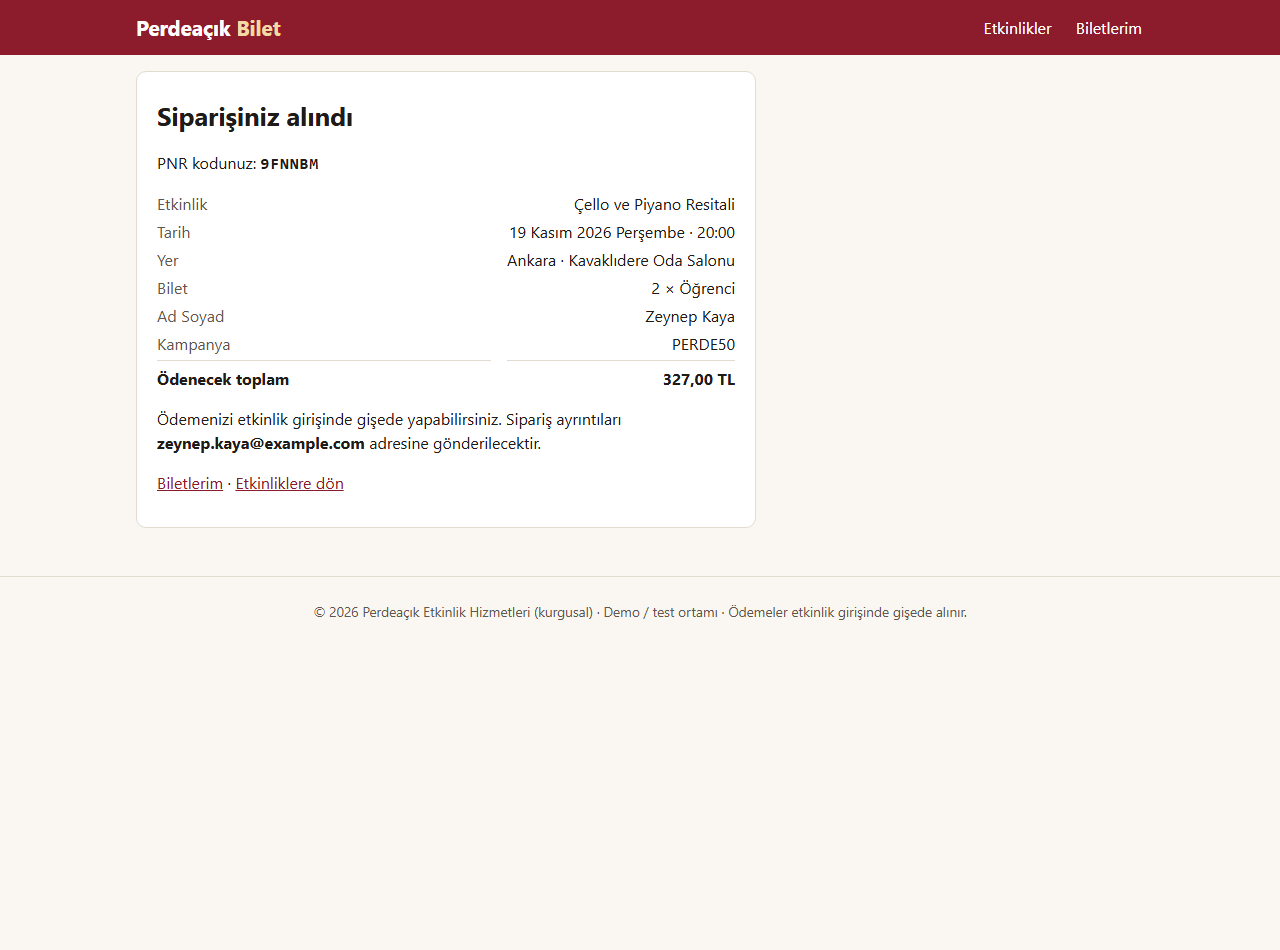 Perdeaçık Bilet
Etkinlikler
Biletlerim
Siparişiniz alındı
PNR kodunuz: 9FNNBM
Etkinlik Çello ve Piyano Resitali
Tarih 19 Kasım 2026 Perşembe · 20:00
Yer Ankara · Kavaklıdere Oda Salonu
Bilet 2 × Öğrenci
Ad Soyad Zeynep Kaya
Kampanya PERDE50
Ödenecek toplam 327,00 TL
Ödemenizi etkinlik girişinde gişede yapabilirsiniz. Sipariş ayrıntıları
zeynep.kaya@example.com adresine gönderilecektir.
Biletlerim · Etkinliklere dön
© 2026 Perdeaçık Etkinlik Hizmetleri (kurgusal) · Demo / test ortamı · Ödemeler etkinlik girişinde gişede alınır.